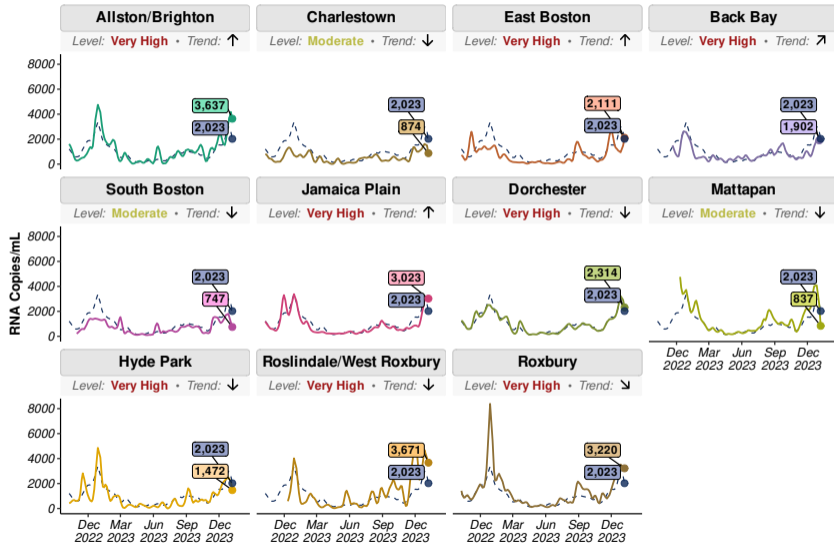 Allston/Brighton
Level: Very High • Trend: ↑
Charlestown
Level: Moderate • Trend: ↓
East Boston
Level: Very High • Trend: ↑
Back Bay
Level: Very High • Trend: ↗
8000
6000
4000
2000
0
3,637
2,023
2,023
874
2,111
2,023
2,023
1,902
South Boston
Level: Moderate • Trend: ↓
Jamaica Plain
Level: Very High • Trend: ↑
Dorchester
Level: Very High • Trend: ↓
Mattapan
Level: Moderate • Trend: ↓
RNA Copies/mL
8000
6000
4000
2000
0
2,023
747
3,023
2,023
2,314
2,023
2,023
837
Dec 2022
Mar 2023
Jun 2023
Sep 2023
Dec 2023
Hyde Park
Level: Very High • Trend: ↓
Roslindale/West Roxbury
Level: Very High • Trend: ↓
Roxbury
Level: Very High • Trend: ↘
8000
6000
4000
2000
0
2,023
1,472
3,671
2,023
3,220
2,023
Dec 2022
Mar 2023
Jun 2023
Sep 2023
Dec 2023
Dec 2022
Mar 2023
Jun 2023
Sep 2023
Dec 2023
Dec 2022
Mar 2023
Jun 2023
Sep 2023
Dec 2023